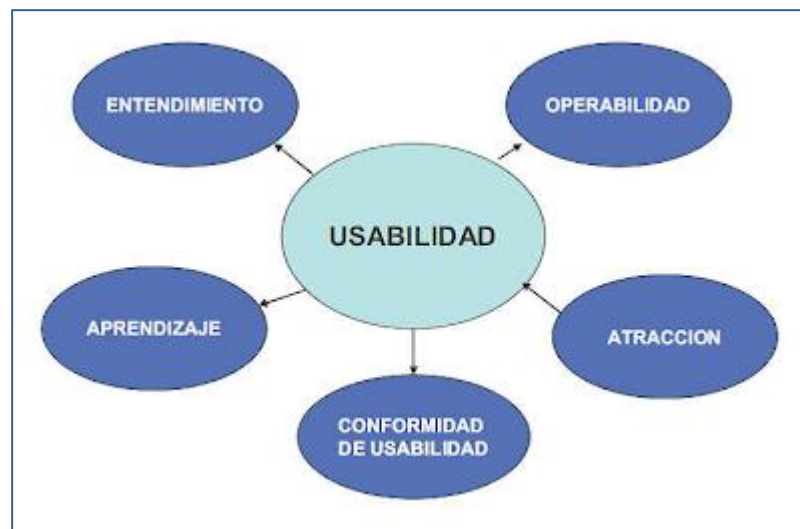 ENTENDIMIENTO
OPERABILIDAD
USABILIDAD
APRENDIZAJE
ATRACCION
CONFORMIDAD
DE USABILIDAD